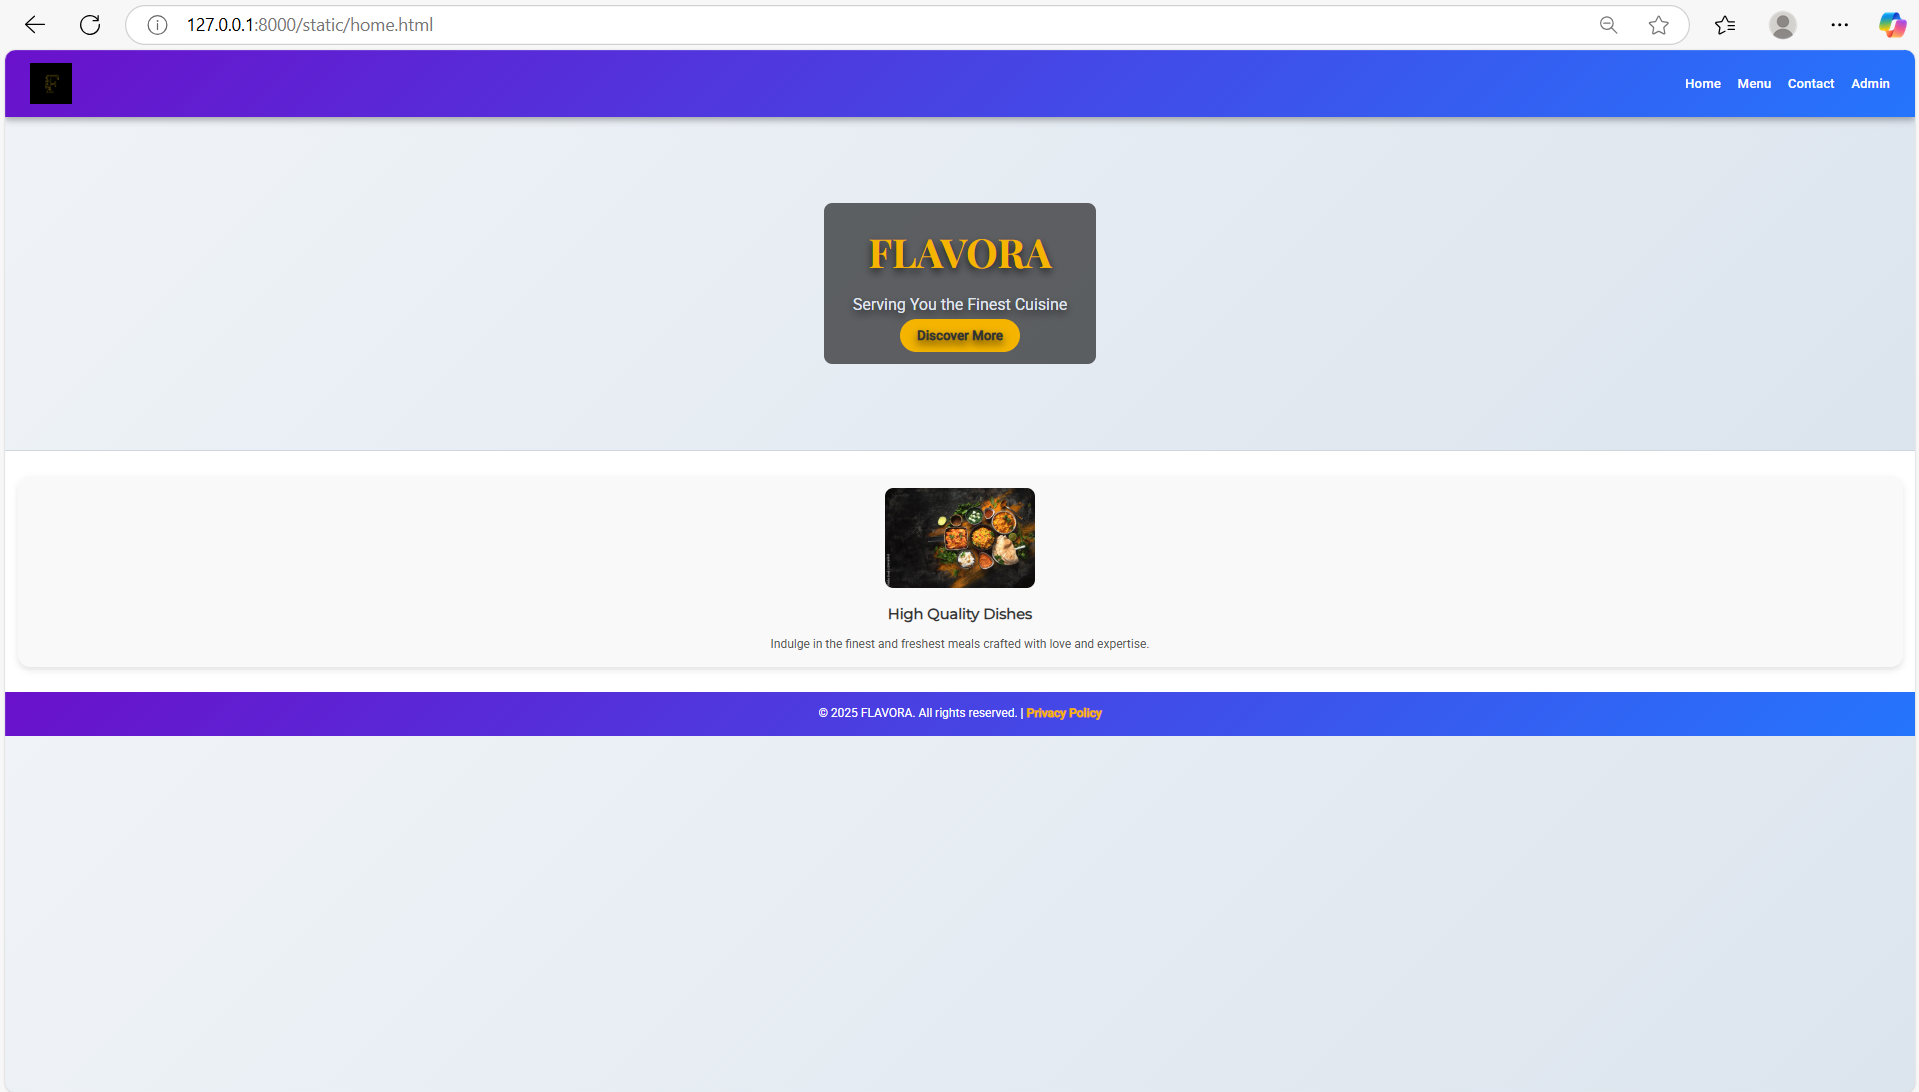 127.0.0.1:8000/static/home.html
F
Home Menu Contact Admin
FLAVORA
Serving You the Finest Cuisine
Discover More
High Quality Dishes
Indulge in the finest and freshest meals crafted with love and expertise.
© 2025 FLAVORA. All rights reserved. | Privacy Policy